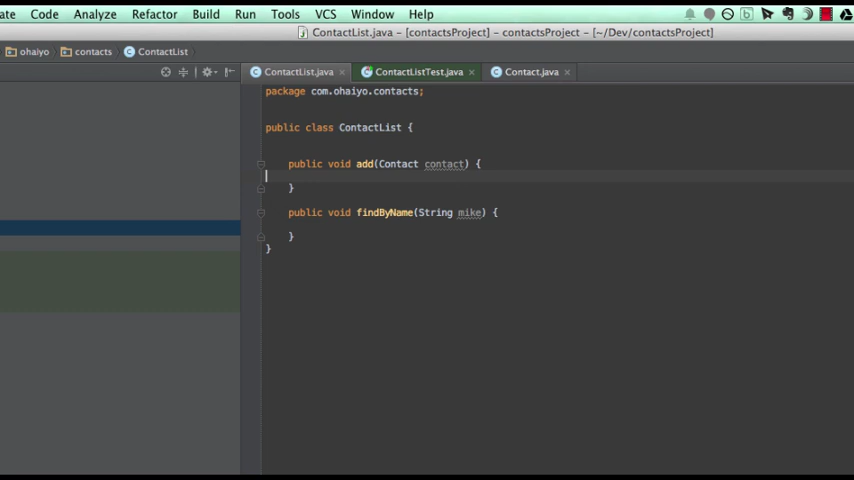 ate Code Analyze Refactor Build Run Tools VCS Window Help
ContactList.java - [contactsProject] - contactsProject - [~/Dev/contactsProject]
ohaiyo contacts ContactList
ContactList.java ContactListTest.java Contact.java
package com.ohaiyo.contacts;
public class ContactList {
public void add(Contact contact) {
}
public void findByName(String mike) {
}
}